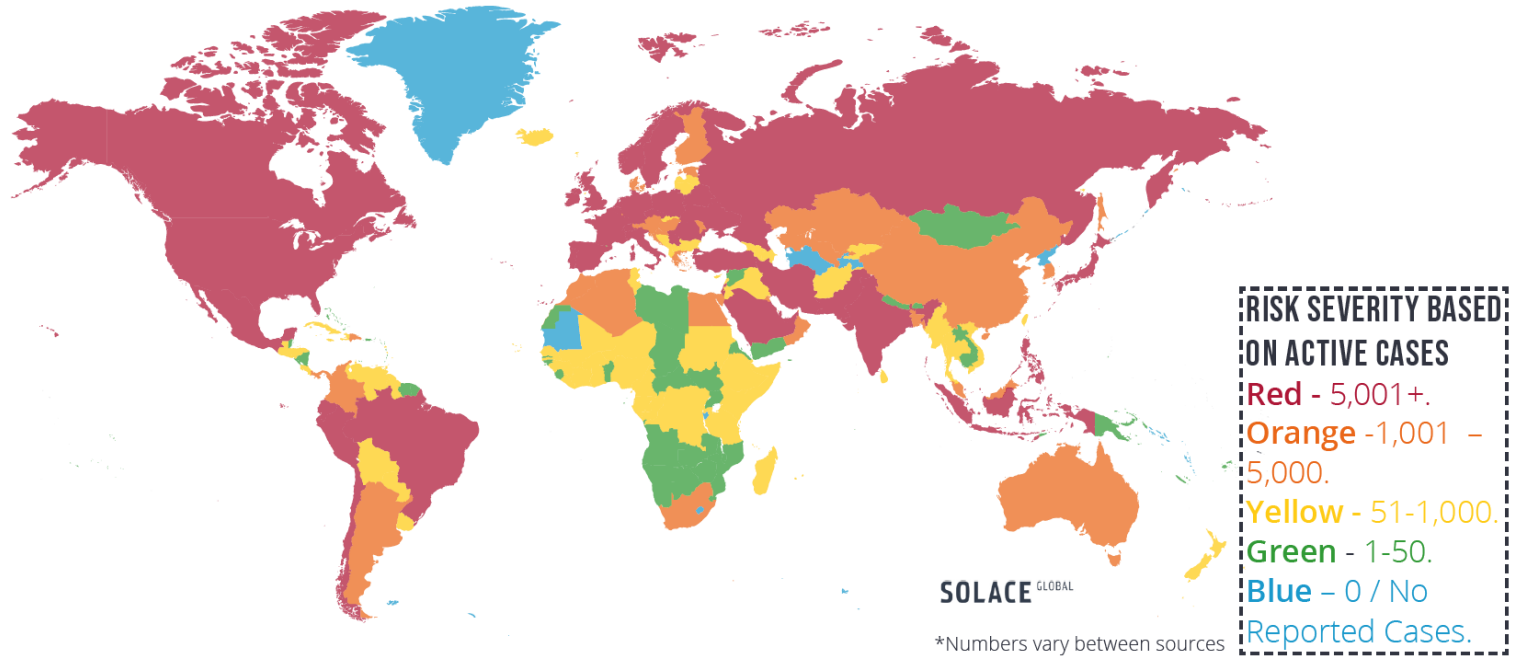 RISK SEVERITY BASED
ON ACTIVE CASES
Red - 5,001+.
Orange -1,001 –
5,000.
Yellow - 51-1,000.
Green - 1-50.
Blue – 0 / No
Reported Cases.
SOLACE GLOBAL
*Numbers vary between sources